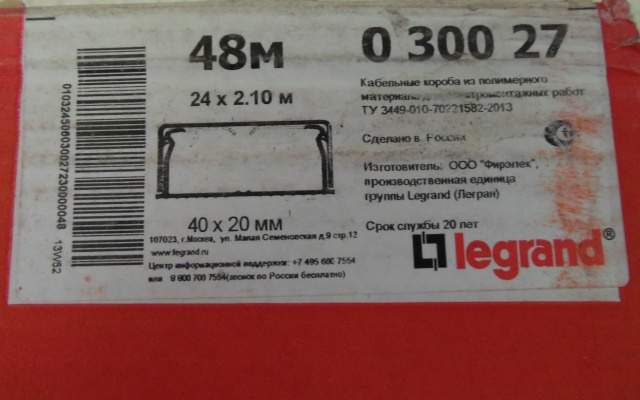 48м
0 300 27
24 x 2.10 м
Кабельные короба из полимерного
материала работ
ТУ 3449-010-70221582-2013
Сделано в России
Изготовитель: ООО "Фирэлек",
производственная единица
группы Legrand (Легран)
40 x 20 мм
Срок службы 20 лет
107023, г.Москва, ул. Малая Семеновская д.9 стр.12
www.legrand.ru
Центр информационной поддержки: +7 495 660 7554
или 8 800 700 7554(звонок по России бесплатно)
legrand®
13W52